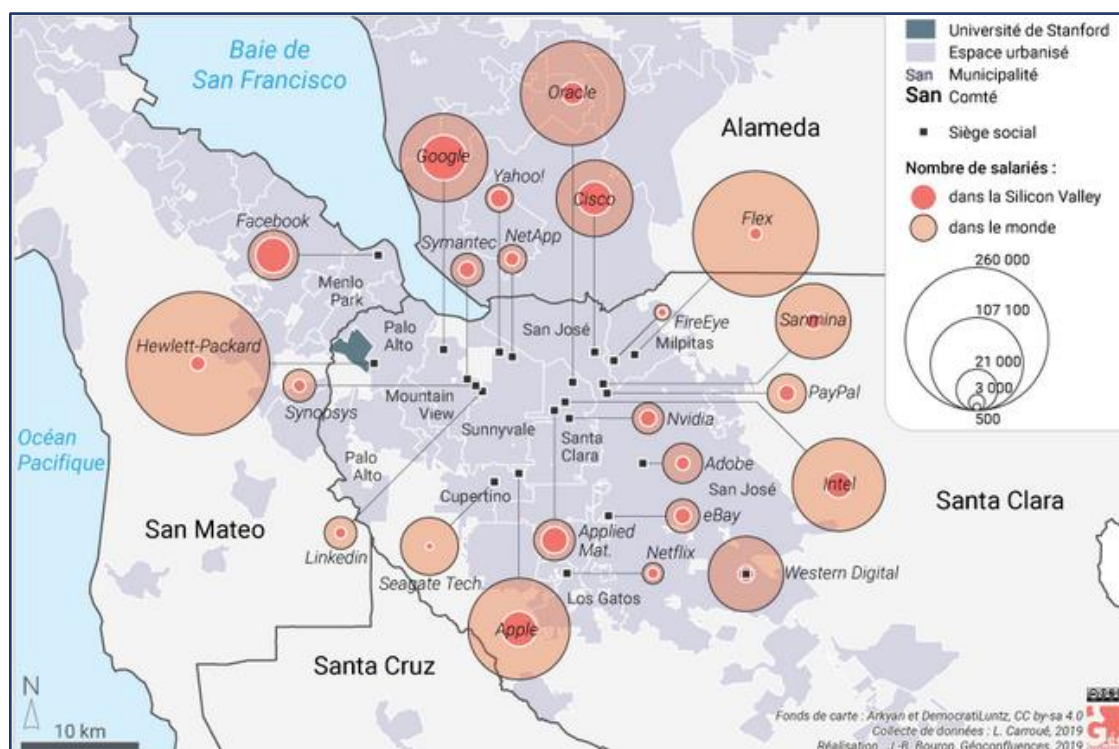 Baie de
San Francisco
Oracle
Google
Yahoo!
Cisco
Alameda
Flex
Facebook
Symantec
NetApp
Menlo
Park
San José
FireEye
Milpitas
Sanmina
Palo
Alto
Hewlett-Packard
Synopsys
Mountain
View
Sunnyvale
Santa
Clara
Nvidia
PayPal
Océan
Pacifique
Palo
Alto
Cupertino
Adobe
San José
Intel
Santa Clara
San Mateo
Linkedin
Seagate Tech.
Applied
Mat.
eBay
Netflix
Los Gatos
Western Digital
Apple
Santa Cruz
N
10 km
Université de Stanford
Espace urbanisé
San Municipalité
San Comté
Siège social
Nombre de salariés :
dans la Silicon Valley
dans le monde
260 000
107 100
21 000
3 000
500
Fonds de carte : Arkyan et DemocratiLuntz, CC by-sa 4.0
Collecte de données : L. Carroué, 2019
Réalisation : J.-B. Bouron, Géoconfluences, 2019